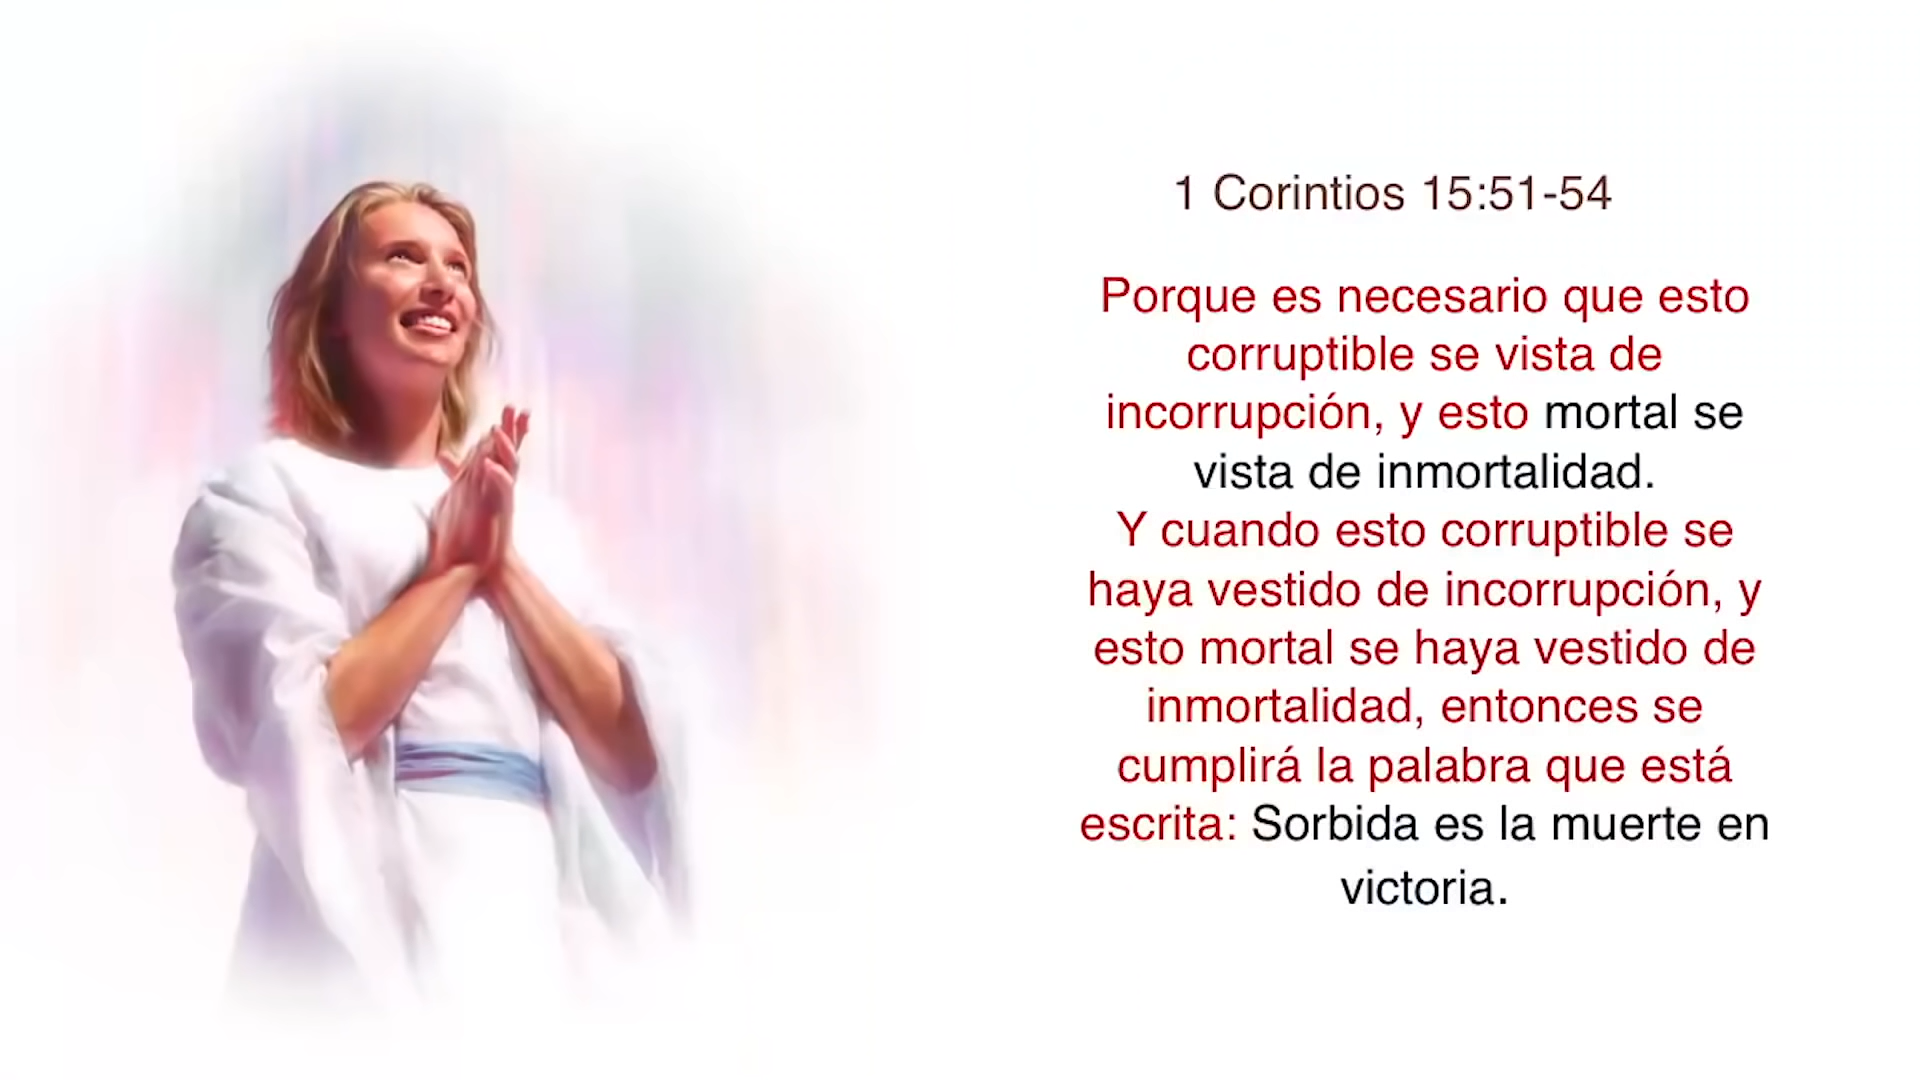 1 Corintios 15:51-54
Porque es necesario que esto
corruptible se vista de
incorrupción, y esto mortal se
vista de inmortalidad.
Y cuando esto corruptible se
haya vestido de incorrupción, y
esto mortal se haya vestido de
inmortalidad, entonces se
cumplirá la palabra que está
escrita: Sorbida es la muerte en
victoria.